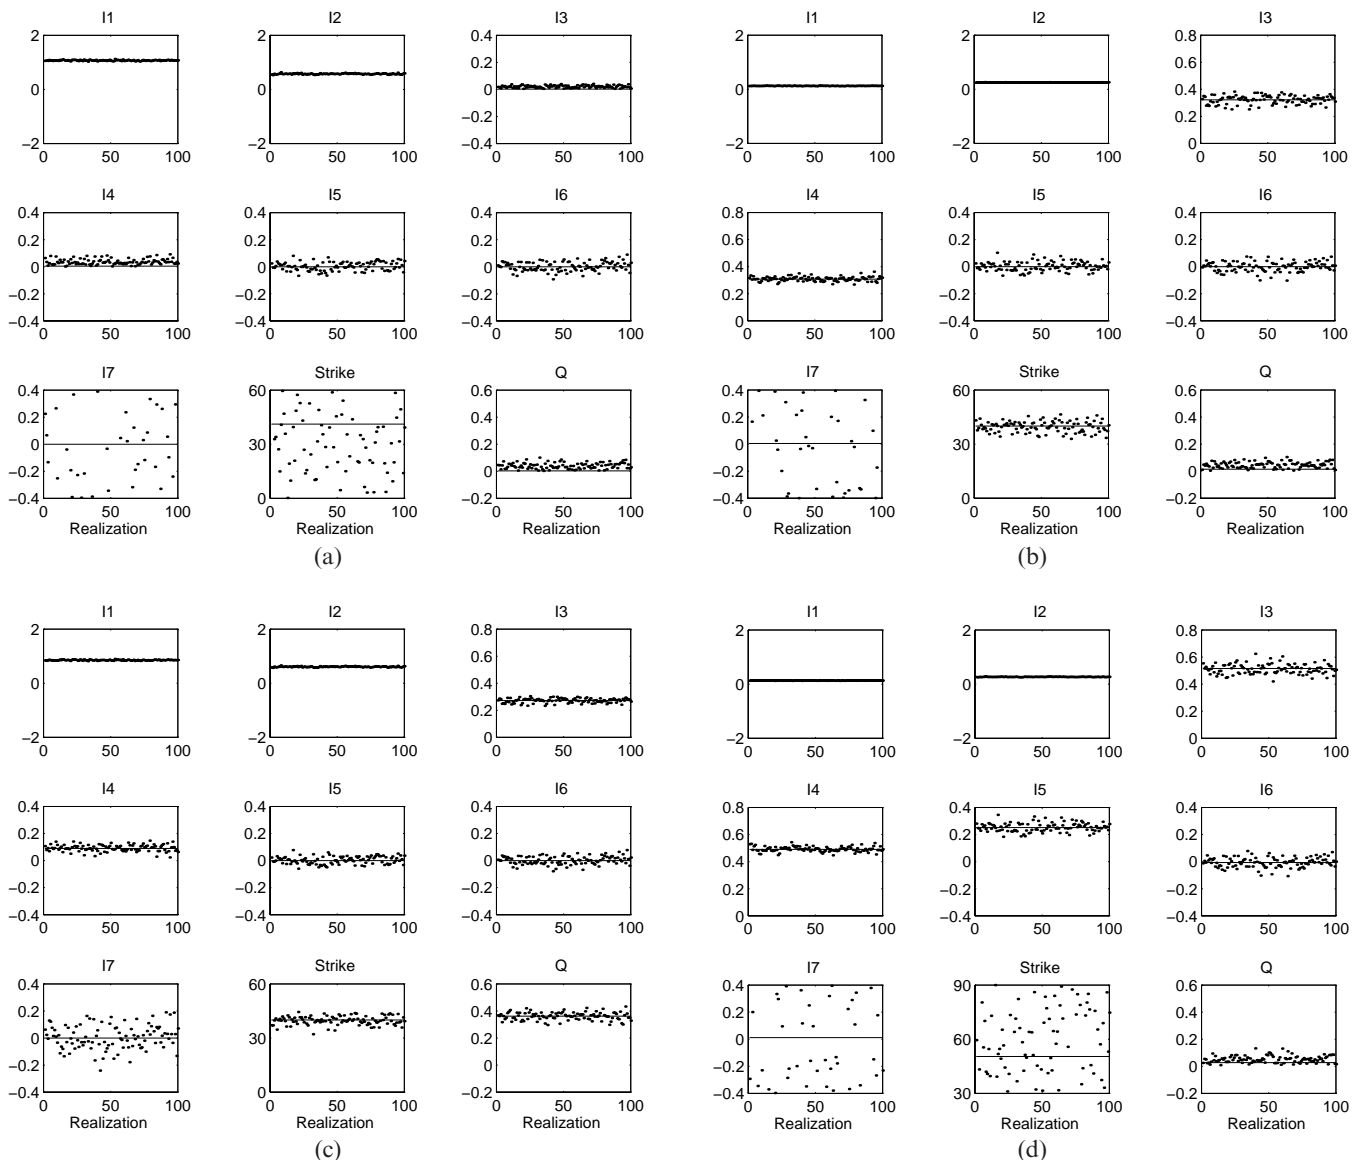 I1 I2 I3 I1 I2 I3
2 2 0.4 2 2 0.8
0.2 0.6
0 0 0 0 0 0.4
−0.2 0.2
−2 −2 −0.4 −2 −2 0
0 50 100 0 50 100 0 50 100 0 50 100 0 50 100 0 50 100
I4 I5 I6 I4 I5 I6
0.4 0.4 0.4 0.8 0.4 0.4
0.2 0.2 0.2 0.6 0.2 0.2
0 0 0 0.4 0 0
−0.2 −0.2 −0.2 0.2 −0.2 −0.2
−0.4 −0.4 −0.4 0 −0.4 −0.4
0 50 100 0 50 100 0 50 100 0 50 100 0 50 100 0 50 100
I7 Strike Q I7 Strike Q
0.4 60 0.6 0.4 60 0.6
0.2 0.4 0.2 0.4
0 30 0.2 0 30 0.2
−0.2 0 −0.2 0
−0.4 0 −0.2 −0.4 0 −0.2
0 50 100 0 50 100 0 50 100 0 50 100 0 50 100 0 50 100
Realization Realization Realization Realization Realization Realization
(a) (b)
I1 I2 I3 I1 I2 I3
2 2 0.8 2 2 0.8
0.6 0.6
0 0 0.4 0 0 0.4
0.2 0.2
−2 −2 0 −2 −2 0
0 50 100 0 50 100 0 50 100 0 50 100 0 50 100 0 50 100
I4 I5 I6 I4 I5 I6
0.4 0.4 0.4 0.8 0.4 0.4
0.2 0.2 0.2 0.6 0.2 0.2
0 0 0 0.4 0 0
−0.2 −0.2 −0.2 0.2 −0.2 −0.2
−0.4 −0.4 −0.4 0 −0.4 −0.4
0 50 100 0 50 100 0 50 100 0 50 100 0 50 100 0 50 100
I7 Strike Q I7 Strike Q
0.4 60 0.6 0.4 90 0.6
0.2 0.4 0.2 0.4
0 30 0.2 0 60 0.2
−0.2 0 −0.2 0
−0.4 0 −0.2 −0.4 30 −0.2
0 50 100 0 50 100 0 50 100 0 50 100 0 50 100 0 50 100
Realization Realization Realization Realization Realization Realization
(c) (d)